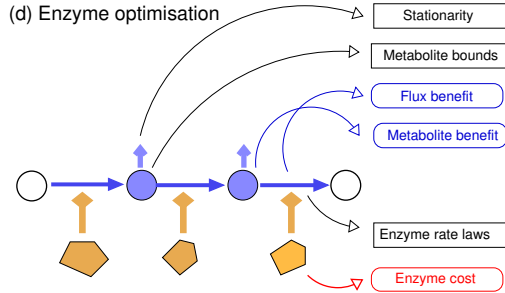 (d) Enzyme optimisation
Stationarity
Metabolite bounds
Flux benefit
Metabolite benefit
Enzyme rate laws
Enzyme cost